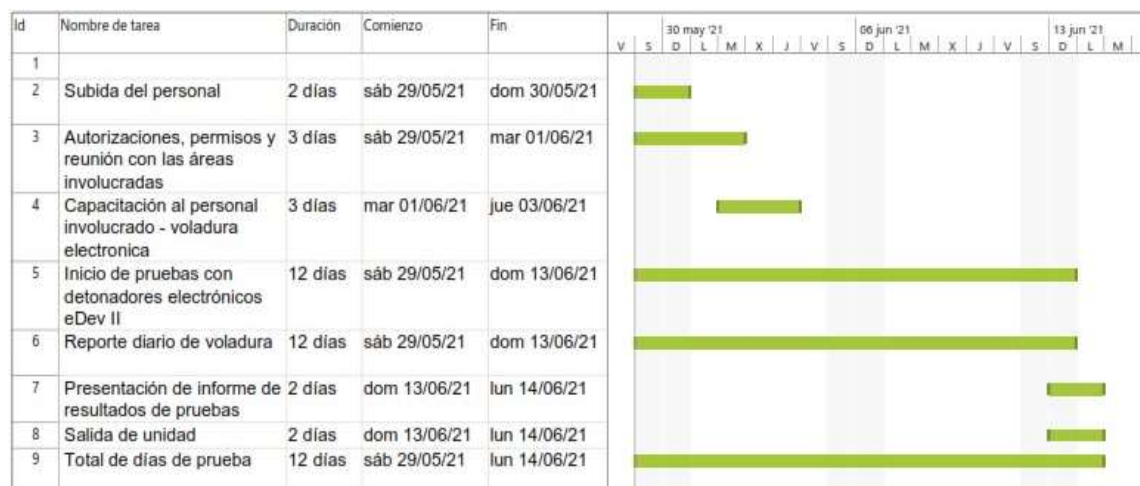 Id Nombre de tarea Duración Comienzo Fin 30 may '21 06 jun '21 13 jun '21
V S D L M X J V S D L M X J V S D L M
1
2 Subida del personal 2 días sáb 29/05/21 dom 30/05/21
3 Autorizaciones, permisos y 3 días sáb 29/05/21 mar 01/06/21
reunión con las áreas
involucradas
4 Capacitación al personal 3 días mar 01/06/21 jue 03/06/21
involucrado - voladura
electronica
5 Inicio de pruebas con 12 días sáb 29/05/21 dom 13/06/21
detonadores electrónicos
eDev II
6 Reporte diario de voladura 12 días sáb 29/05/21 dom 13/06/21
7 Presentación de informe de 2 días dom 13/06/21 lun 14/06/21
resultados de pruebas
8 Salida de unidad 2 días dom 13/06/21 lun 14/06/21
9 Total de días de prueba 12 días sáb 29/05/21 lun 14/06/21